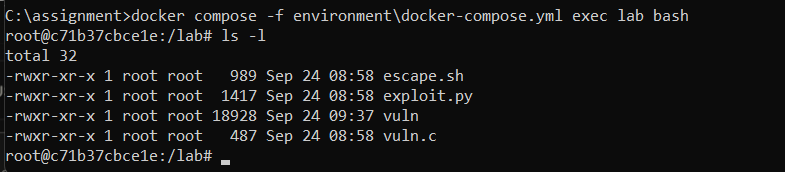 C:\assignment>docker compose -f environment\docker-compose.yml exec lab bash
root@c71b37cbce1e:/lab# ls -l
total 32
-rwxr-xr-x 1 root root   989 Sep 24 08:58 escape.sh
-rwxr-xr-x 1 root root  1417 Sep 24 08:58 exploit.py
-rwxr-xr-x 1 root root 18928 Sep 24 09:37 vuln
-rwxr-xr-x 1 root root   487 Sep 24 08:58 vuln.c
root@c71b37cbce1e:/lab#